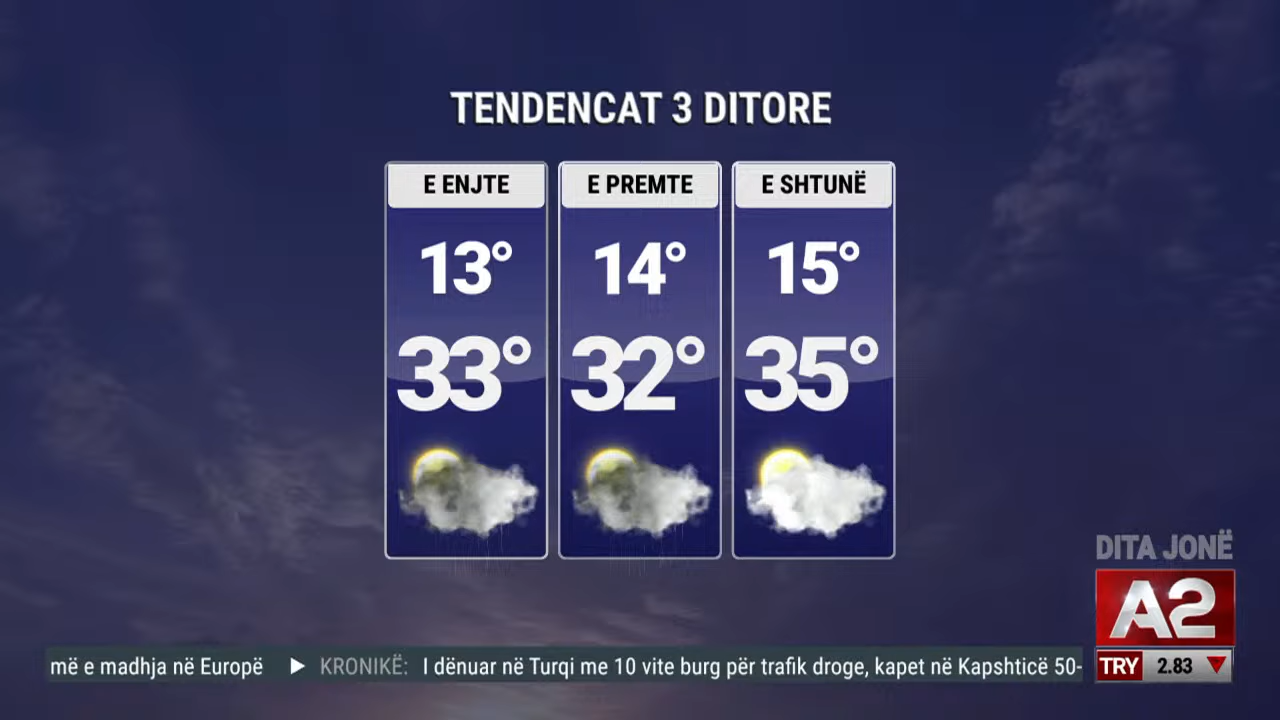 TENDENCAT 3 DITORE
E ENJTE
13°
33°
E PREMTE
14°
32°
E SHTUNË
15°
35°
DITA JONË
A2
më e madhja në Europë ▶ KRONIKË: I dënuar në Turqi me 10 vite burg për trafik droge, kapet në Kapshticë 50-
TRY 2.83 ▼